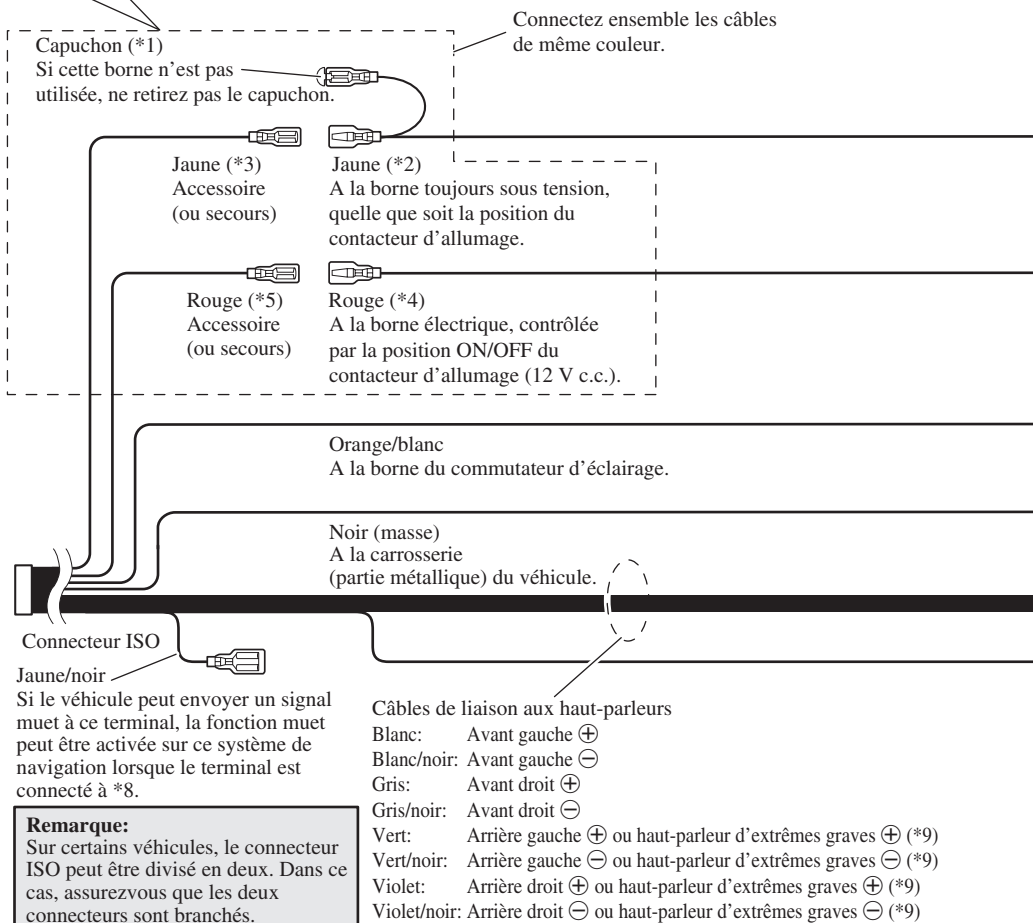 Connectez ensemble les câbles
de même couleur.
Capuchon (*1)
Si cette borne n'est pas
utilisée, ne retirez pas le capuchon.
Jaune (*3)
Accessoire
(ou secours)
Jaune (*2)
A la borne toujours sous tension,
quelle que soit la position du
contacteur d'allumage.
Rouge (*5)
Accessoire
(ou secours)
Rouge (*4)
A la borne électrique, contrôlée
par la position ON/OFF du
contacteur d'allumage (12 V c.c.).
Orange/blanc
A la borne du commutateur d'éclairage.
Noir (masse)
A la carrosserie
(partie métallique) du véhicule.
Connecteur ISO
Jaune/noir
Si le véhicule peut envoyer un signal
muet à ce terminal, la fonction muet
peut être activée sur ce système de
navigation lorsque le terminal est
connecté à *8.
Remarque:
Sur certains véhicules, le connecteur
ISO peut être divisé en deux. Dans ce
cas, assurezvous que les deux
connecteurs sont branchés.
Câbles de liaison aux haut-parleurs
Blanc: Avant gauche ⊕
Blanc/noir: Avant gauche ⊖
Gris: Avant droit ⊕
Gris/noir: Avant droit ⊖
Vert: Arrière gauche ⊕ ou haut-parleur d'extrêmes graves ⊕ (*9)
Vert/noir: Arrière gauche ⊖ ou haut-parleur d'extrêmes graves ⊖ (*9)
Violet: Arrière droit ⊕ ou haut-parleur d'extrêmes graves ⊕ (*9)
Violet/noir: Arrière droit ⊖ ou haut-parleur d'extrêmes graves ⊖ (*9)